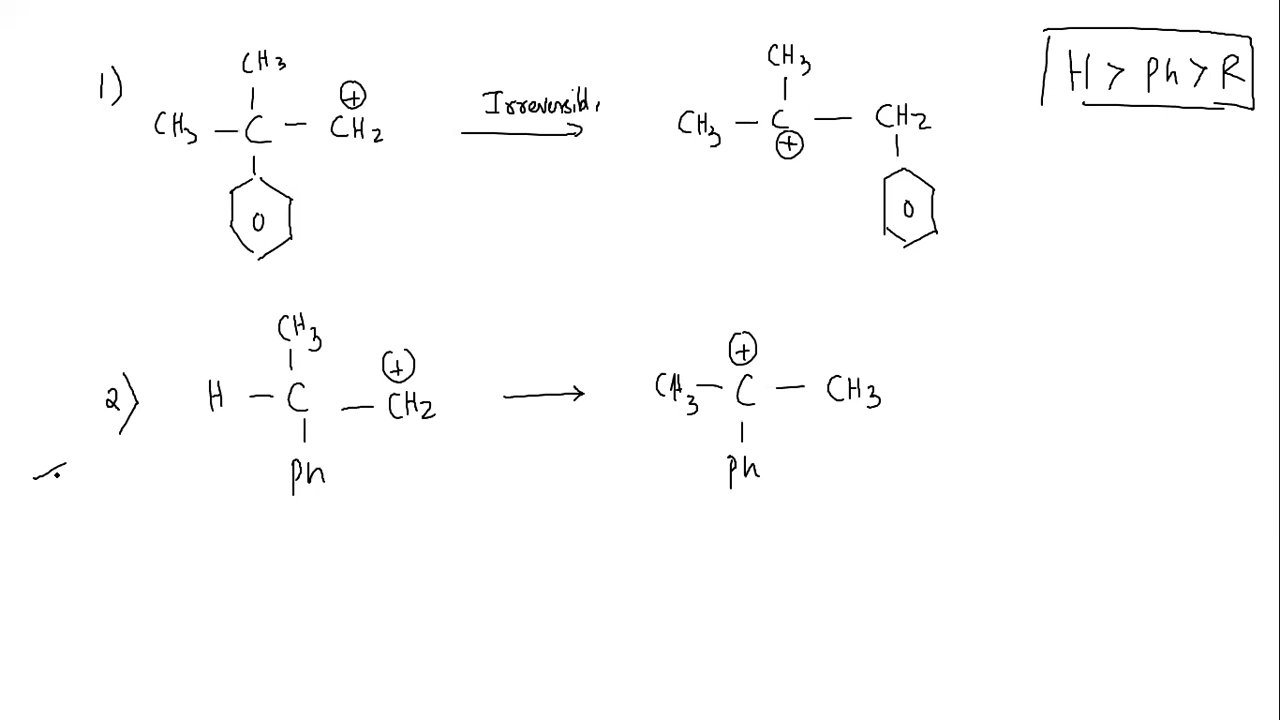 1) CH3 CH3 – C – CH2 ⊕ Irreversibl. CH3 CH3 – C ⊕ – CH2
H > Ph > R
2) CH3 H – C – CH2 ⊕ Ph → CH3 – C ⊕ – CH3 Ph